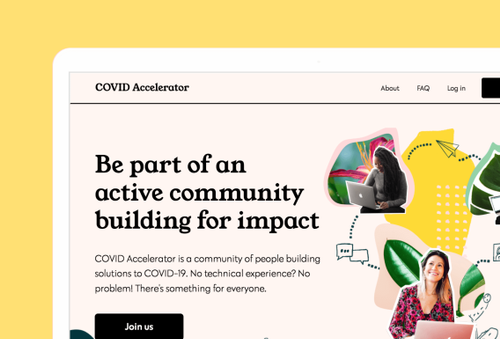 COVID Accelerator
About FAQ Log in
Be part of an
active community
building for impact
COVID Accelerator is a community of people building
solutions to COVID-19. No technical experience? No
problem! There's something for everyone.
Join us